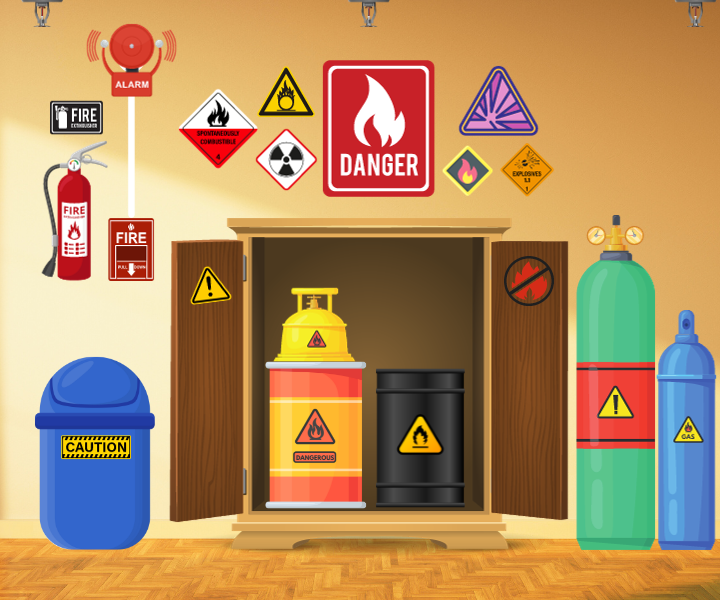 ALARM
FIRE
EXTINGUISHER
SPONTANEOUSLY
COMBUSTIBLE
4
DANGER
EXPLOSIVES
1
FIRE
FIRE
PULL DOWN
CAUTION
DANGEROUS
GAS